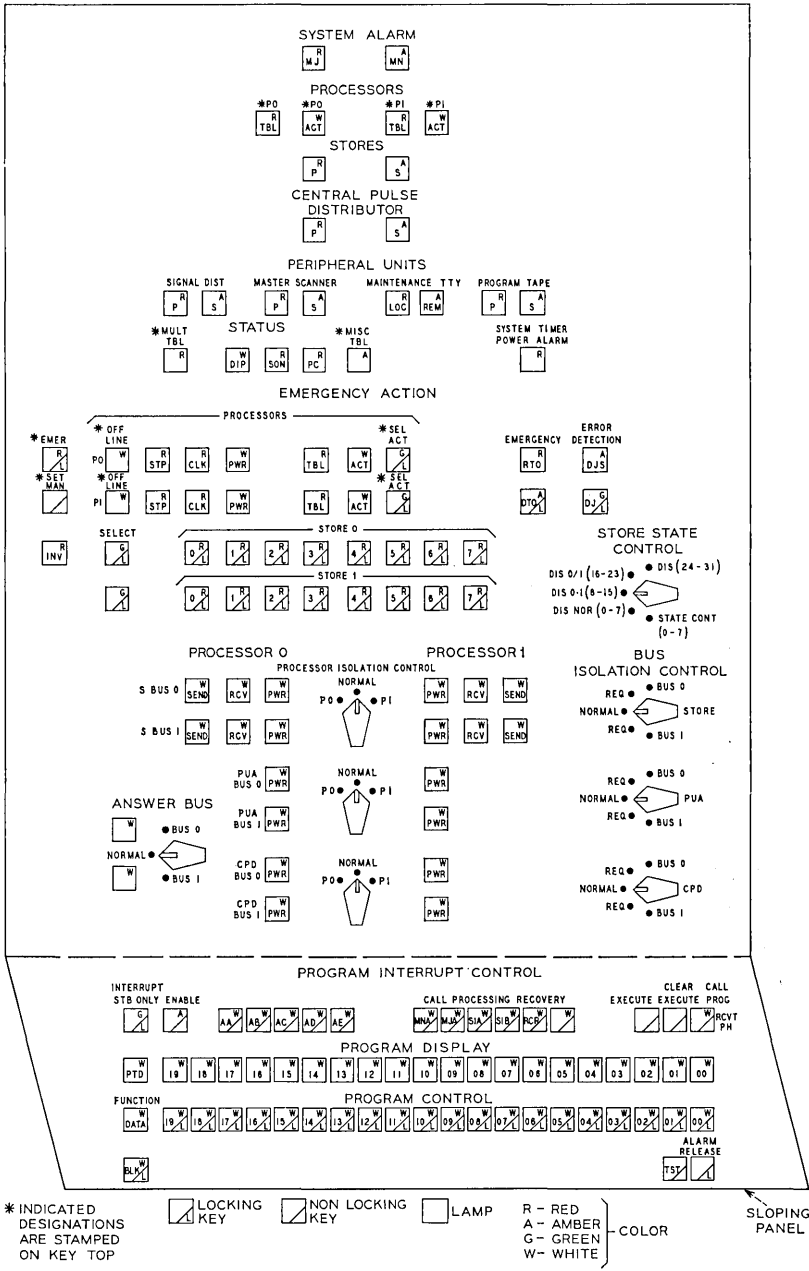 SYSTEM ALARM
R MJ A MN
PROCESSORS
*P0 *P0 *P1 *P1
R TBL W ACT R TBL W ACT
STORES
R P A S
CENTRAL PULSE
DISTRIBUTOR
R P A S
PERIPHERAL UNITS
SIGNAL DIST MASTER SCANNER MAINTENANCE TTY PROGRAM TAPE
R P A S R P A S R LOC A REM R P A S
*MULT TBL STATUS *MISC TBL SYSTEM TIMER POWER ALARM
R W DIP R SON R PC A R
EMERGENCY ACTION
PROCESSORS
*EMER *OFF LINE *SEL ACT EMERGENCY ERROR DETECTION
R L P0 W R STP R CLK W PWR R TBL W ACT G L R RTO A DJS
*SET MAN *OFF LINE *SEL ACT
P1 W R STP R CLK W PWR R TBL W ACT G L A DTO L G DJ L
SELECT STORE 0
R INV G L 0 R L 1 R L 2 R L 3 R L 4 R L 5 R L 6 R L 7 R L
STORE 1
G L 0 R L 1 R L 2 R L 3 R L 4 R L 5 R L 6 R L 7 R L
STORE STATE
CONTROL
DIS (24-31)
DIS 0/1 (16-23)
DIS 0-1 (8-15)
DIS NOR (0-7)
STATE CONT
(0-7)
PROCESSOR 0 PROCESSOR 1
PROCESSOR ISOLATION CONTROL
S BUS 0 W SEND W RCV W PWR NORMAL P0 P1 W PWR W RCV W SEND
S BUS 1 W SEND W RCV W PWR W PWR W RCV W SEND
PUA BUS 0 W PWR NORMAL P0 P1 W PWR
PUA BUS 1 W PWR W PWR
CPD BUS 0 W PWR NORMAL P0 P1 W PWR
CPD BUS 1 W PWR W PWR
BUS
ISOLATION CONTROL
REQ BUS 0
NORMAL STORE
REQ BUS 1
REQ BUS 0
NORMAL PUA
REQ BUS 1
REQ BUS 0
NORMAL CPD
REQ BUS 1
ANSWER BUS
W BUS 0
NORMAL
W BUS 1
PROGRAM INTERRUPT CONTROL
INTERRUPT
STB ONLY ENABLE CALL PROCESSING RECOVERY EXECUTE CLEAR EXECUTE CALL PROG
G L A AA W AB W AC W AD W AE W MNA W MJA W SIA W SIB W RCR W W W RCVT PH
PROGRAM DISPLAY
W PTD W 19 W 18 W 17 W 16 W 15 W 14 W 13 W 12 W 11 W 10 W 09 W 08 W 07 W 06 W 05 W 04 W 03 W 02 W 01 W 00
FUNCTION PROGRAM CONTROL
W DATA 19 W L 18 W L 17 W L 16 W L 15 W L 14 W L 13 W L 12 W L 11 W L 10 W L 09 W L 08 W L 07 W L 06 W L 05 W L 04 W L 03 W L 02 W L 01 W L 00 W L
ALARM
RELEASE
BLK W L TST L
* INDICATED
DESIGNATIONS
ARE STAMPED
ON KEY TOP
L LOCKING
KEY
NON LOCKING
KEY
LAMP
R - RED
A - AMBER
G - GREEN
W - WHITE
COLOR
SLOPING
PANEL